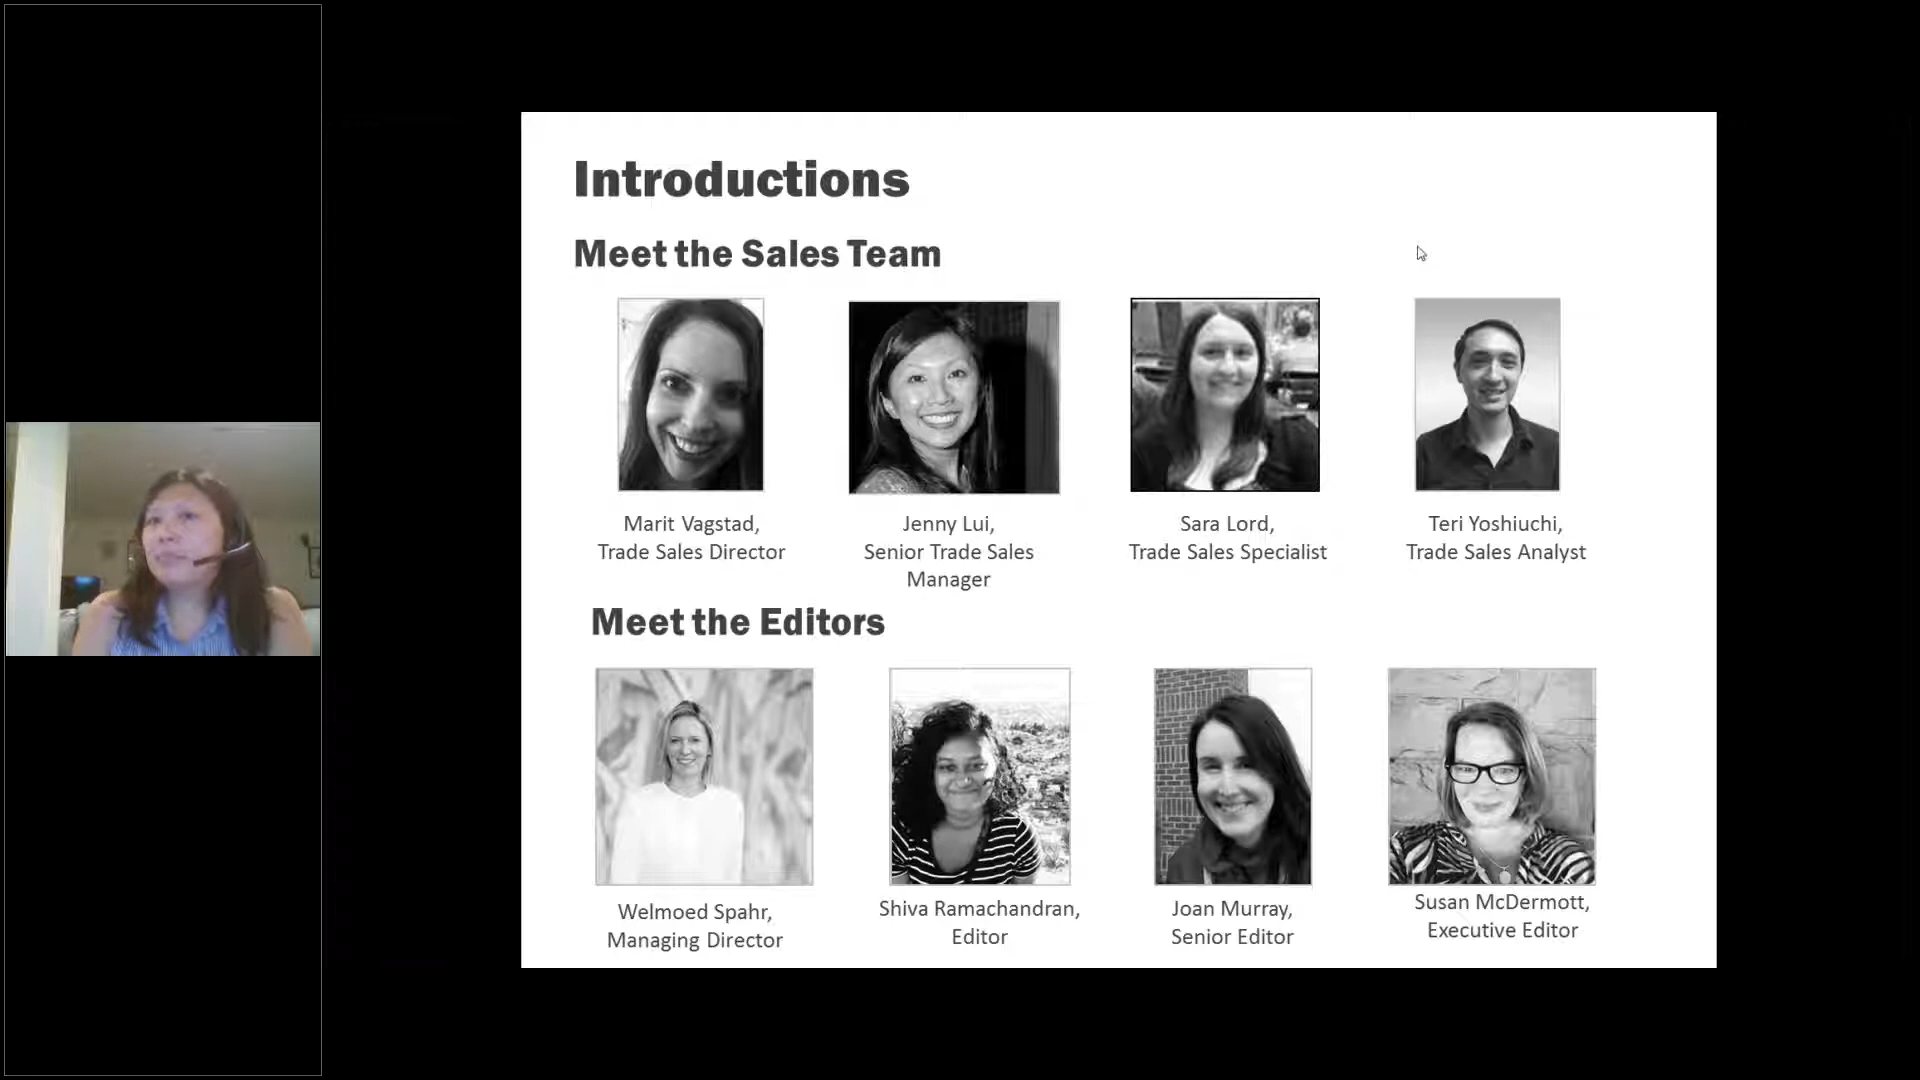 Introductions
Meet the Sales Team
Marit Vagstad,
Trade Sales Director
Jenny Lui,
Senior Trade Sales
Manager
Sara Lord,
Trade Sales Specialist
Teri Yoshiuchi,
Trade Sales Analyst
Meet the Editors
Welmoed Spahr,
Managing Director
Shiva Ramachandran,
Editor
Joan Murray,
Senior Editor
Susan McDermott,
Executive Editor